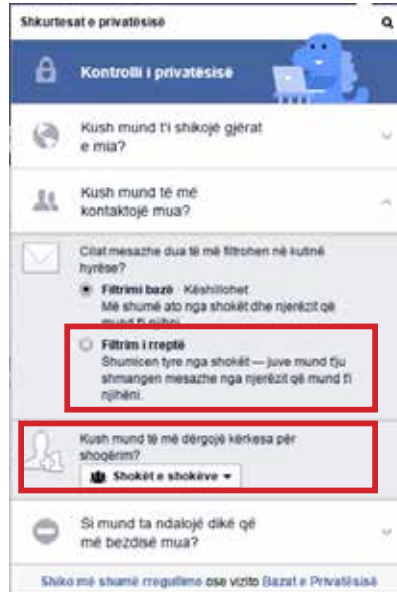 Shkurtesat e privatësisë
Kontrolli i privatësisë
Kush mund t'i shikojë gjërat
e mia?
Kush mund të më
kontaktojë mua?
Cilat mesazhe dua të më filtrohen në kutinë
hyrëse?
Filtrimi bazë · Këshillohet
Më shumë ato nga shokët dhe njerëzit që
mund t'i njihni.
Filtrim i rreptë
Shumicen tyre nga shokët — juve mund t'ju
shmangen mesazhe nga njerëzit që mund t'i
njihëni.
Kush mund të më dërgojë kërkesa për
shoqërim?
Shokët e shokëve
Si mund ta ndalojë dikë që
më bezdisë mua?
Shiko më shumë rregullime ose vizito Bazat e Privatësisë